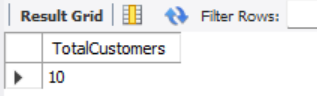 Result Grid Filter Rows:
TotalCustomers
10